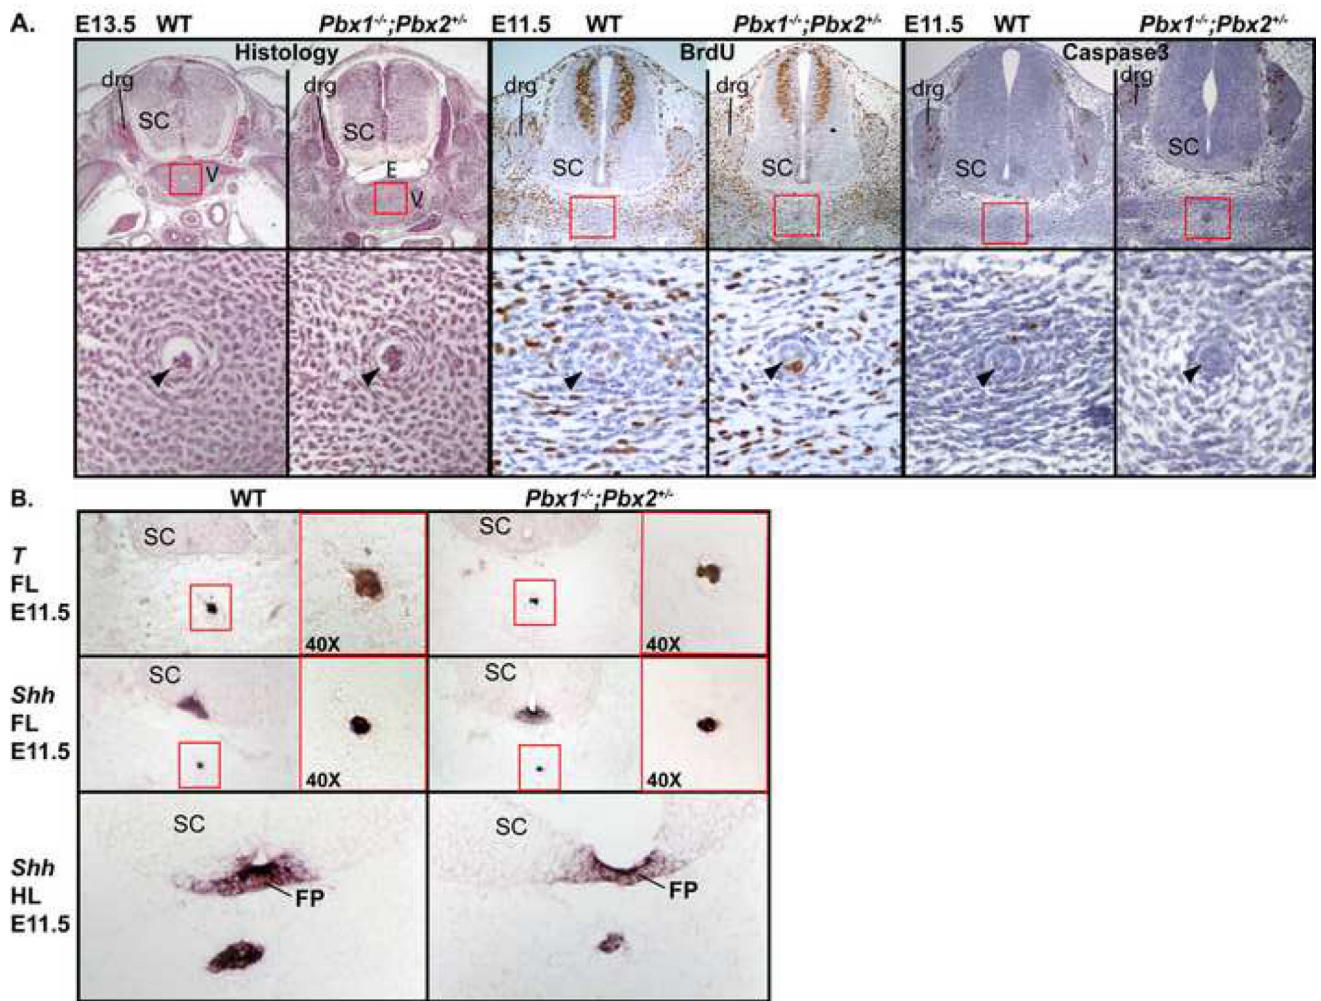 A.
E13.5 WT Pbx1-/-;Pbx2+/- E11.5 WT Pbx1-/-;Pbx2+/- E11.5 WT Pbx1-/-;Pbx2+/-
Histology BrdU Caspase3
drg drg drg drg drg drg
SC SC SC SC SC SC
V E V
B.
WT Pbx1-/-;Pbx2+/-
T
FL
E11.5
SC SC
40X 40X
Shh
FL
E11.5
SC SC
40X 40X
Shh
HL
E11.5
SC SC
FP FP